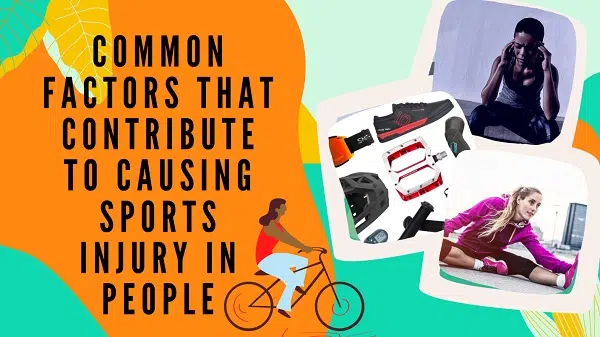 COMMON
FACTORS THAT
CONTRIBUTE
TO CAUSING
SPORTS
INJURY IN
PEOPLE